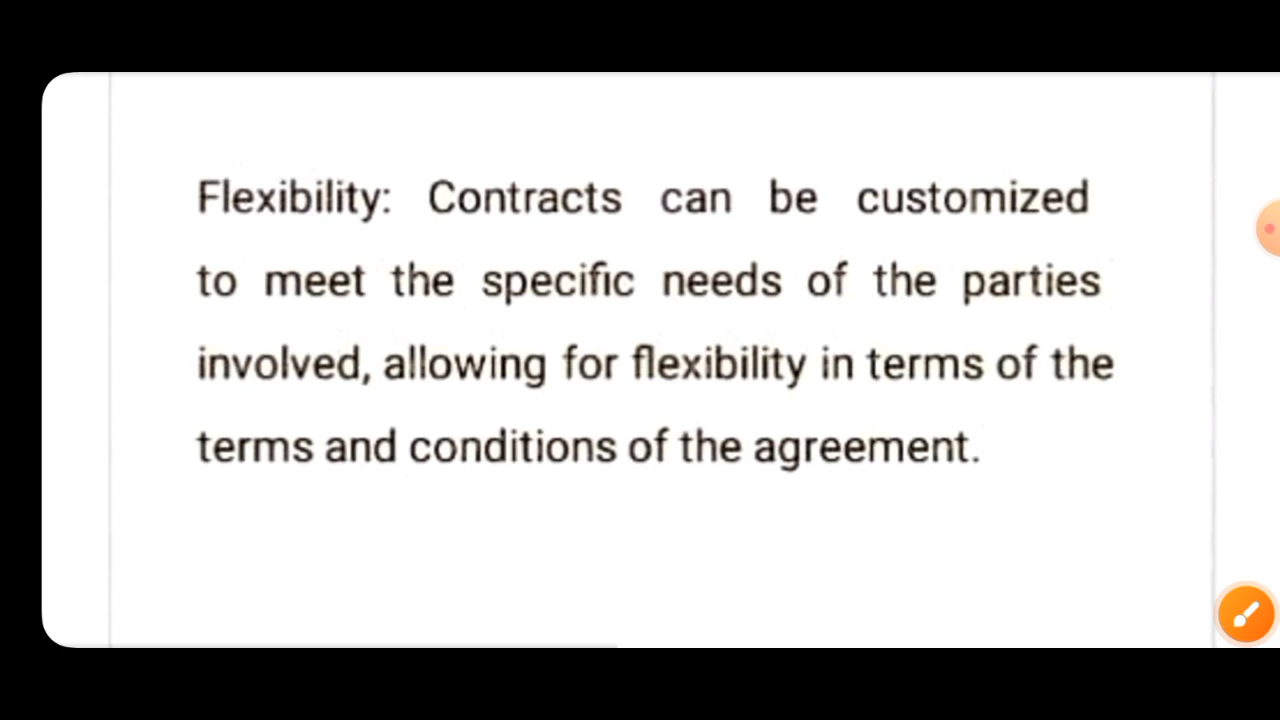 Flexibility: Contracts can be customized
to meet the specific needs of the parties
involved, allowing for flexibility in terms of the
terms and conditions of the agreement.